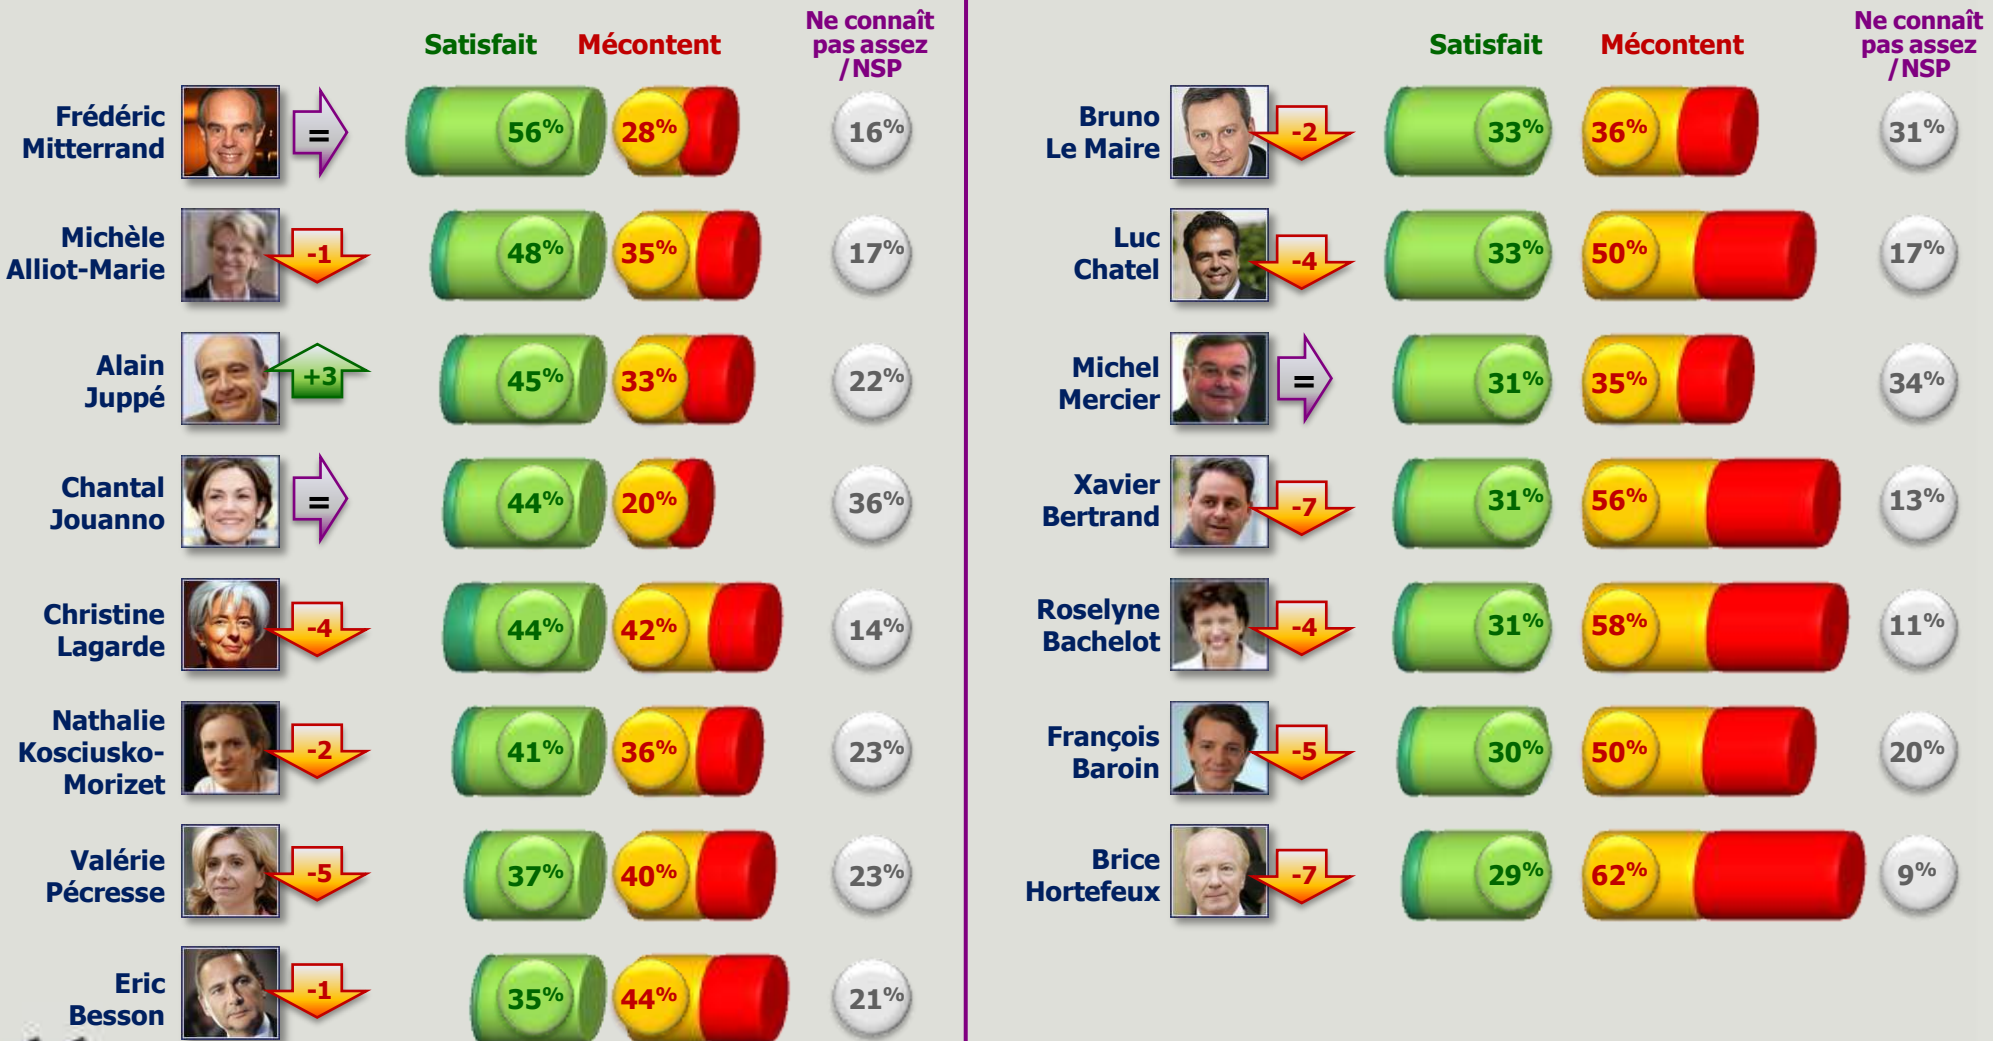 Satisfait Mécontent Ne connaît
pas assez
/NSP
Frédéric
Mitterrand = 56% 28% 16%
Michèle
Alliot-Marie -1 48% 35% 17%
Alain
Juppé +3 45% 33% 22%
Chantal
Jouanno = 44% 20% 36%
Christine
Lagarde -4 44% 42% 14%
Nathalie
Kosciusko-
Morizet -2 41% 36% 23%
Valérie
Pécresse -5 37% 40% 23%
Eric
Besson -1 35% 44% 21%
Satisfait Mécontent Ne connaît
pas assez
/NSP
Bruno
Le Maire -2 33% 36% 31%
Luc
Chatel -4 33% 50% 17%
Michel
Mercier = 31% 35% 34%
Xavier
Bertrand -7 31% 56% 13%
Roselyne
Bachelot -4 31% 58% 11%
François
Baroin -5 30% 50% 20%
Brice
Hortefeux -7 29% 62% 9%